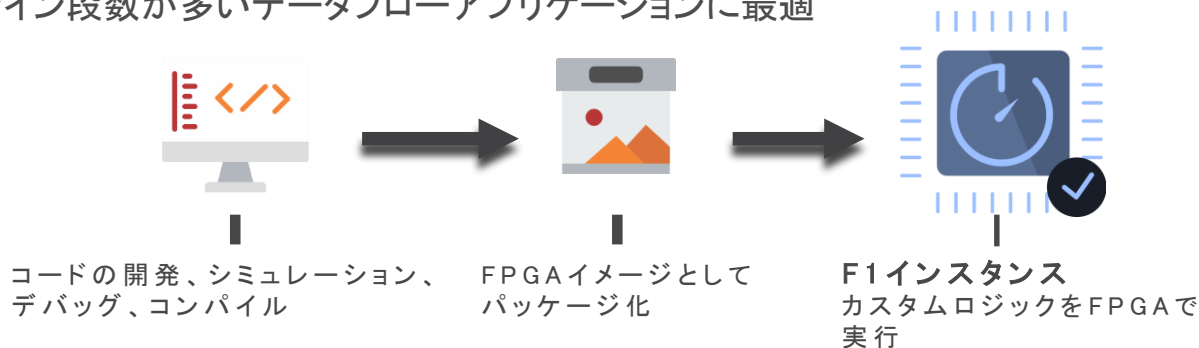 イン段数が多いデータフローアプリケーションに最適
</>
コードの開発、シミュレーション、
デバッグ、コンパイル
FPGAイメージとして
パッケージ化
F1インスタンス
カスタムロジックをFPGAで
実行